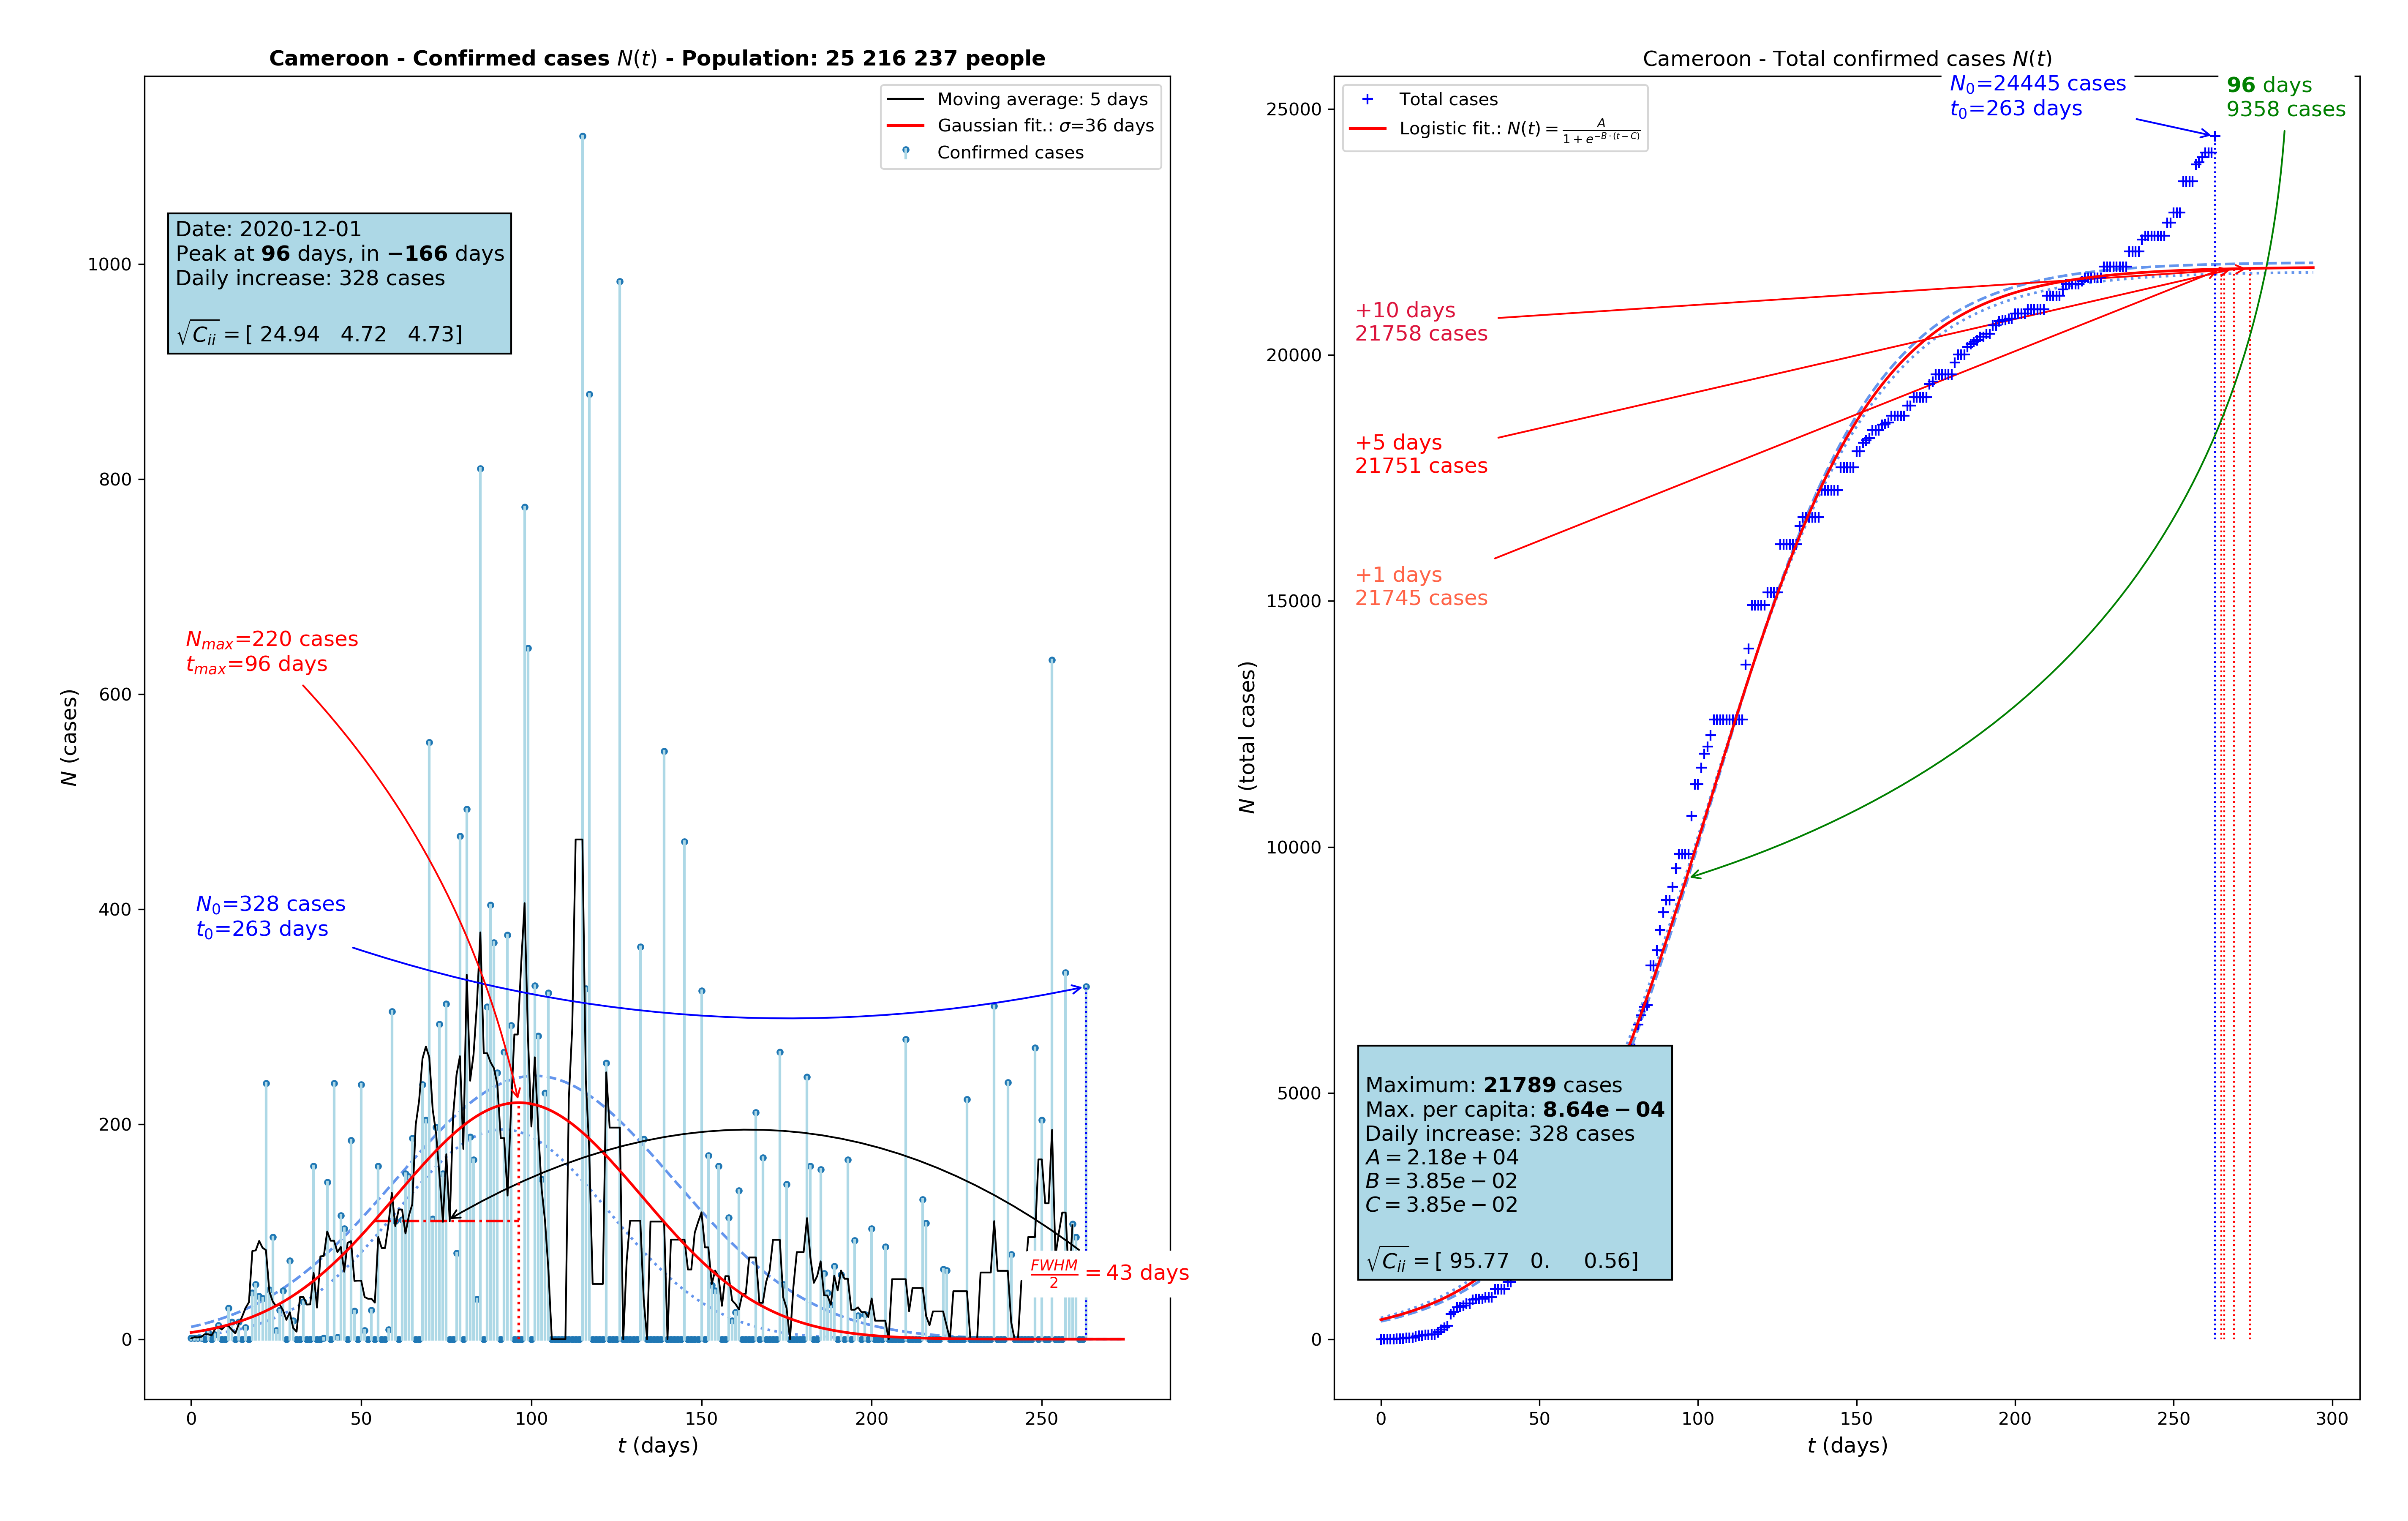 Cameroon - Confirmed cases N(t) - Population: 25 216 237 people
Moving average: 5 days
Gaussian fit.: σ=36 days
Confirmed cases
Date: 2020-12-01
Peak at 96 days, in −166 days
Daily increase: 328 cases
√C_ii = [ 24.94 4.72 4.73]
N_max=220 cases
t_max=96 days
N_0=328 cases
t_0=263 days
FWHM/2 = 43 days
N (cases)
1000
800
600
400
200
0
0 50 100 150 200 250
t (days)
Cameroon - Total confirmed cases N(t)
Total cases
Logistic fit.: N(t) = A/(1 + e^{−B·(t−C)})
N_0=24445 cases
t_0=263 days
96 days
9358 cases
+10 days
21758 cases
+5 days
21751 cases
+1 days
21745 cases
Maximum: 21789 cases
Max. per capita: 8.64e − 04
Daily increase: 328 cases
A = 2.18e + 04
B = 3.85e − 02
C = 3.85e − 02
√C_ii = [ 95.77 0. 0.56]
N (total cases)
25000
20000
15000
10000
5000
0
0 50 100 150 200 250 300
t (days)